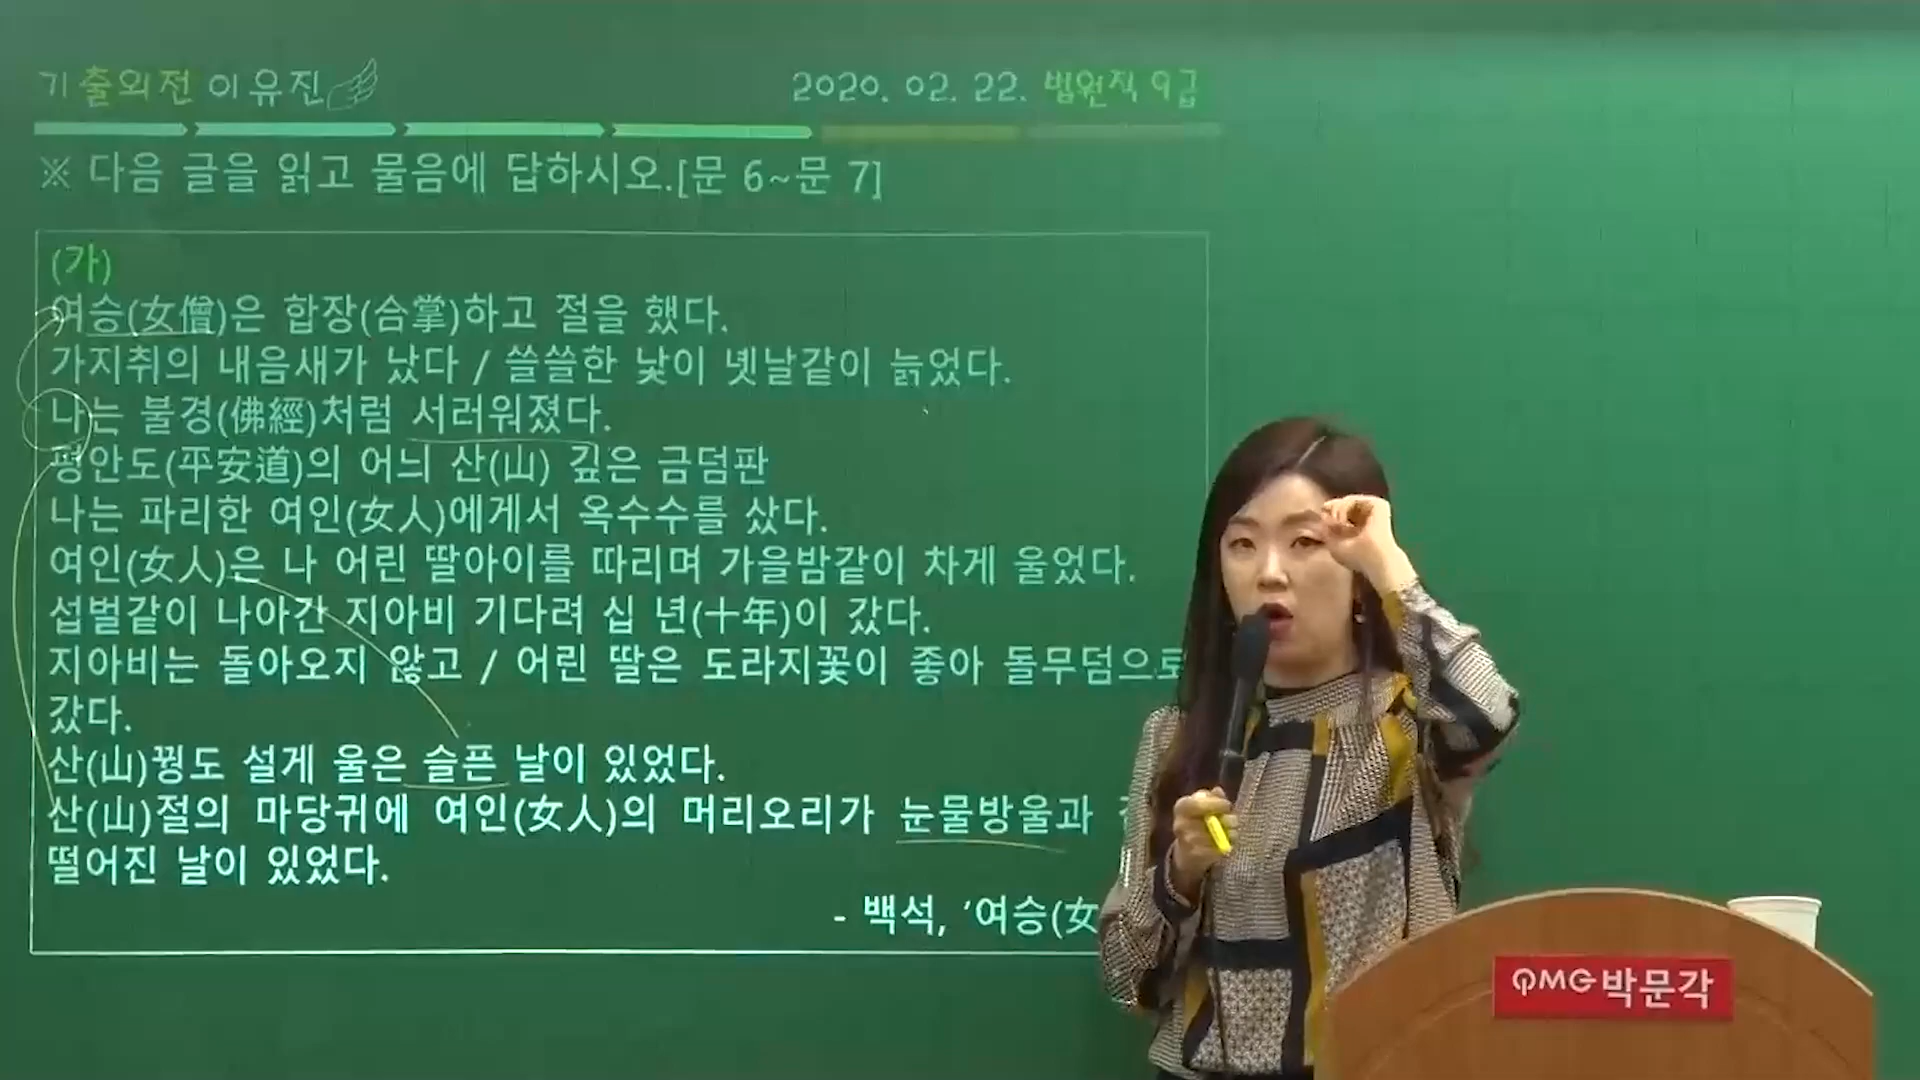 기출외전 이유진
2020. 02. 22. 법원직 9급
※ 다음 글을 읽고 물음에 답하시오.[문 6~문 7]
(가)
여승(女僧)은 합장(合掌)하고 절을 했다.
가지취의 내음새가 났다 / 쓸쓸한 낯이 녯날같이 늙었다.
나는 불경(佛經)처럼 서러워졌다.
평안도(平安道)의 어늬 산(山) 깊은 금덤판
나는 파리한 여인(女人)에게서 옥수수를 샀다.
여인(女人)은 나 어린 딸아이를 따리며 가을밤같이 차게 울었다.
섭벌같이 나아간 지아비 기다려 십 년(十年)이 갔다.
지아비는 돌아오지 않고 / 어린 딸은 도라지꽃이 좋아 돌무덤으로
갔다.
산(山)꿩도 설게 울은 슬픈 날이 있었다.
산(山)절의 마당귀에 여인(女人)의 머리오리가 눈물방울과
떨어진 날이 있었다.
- 백석, ‘여승(女
PMG 박문각